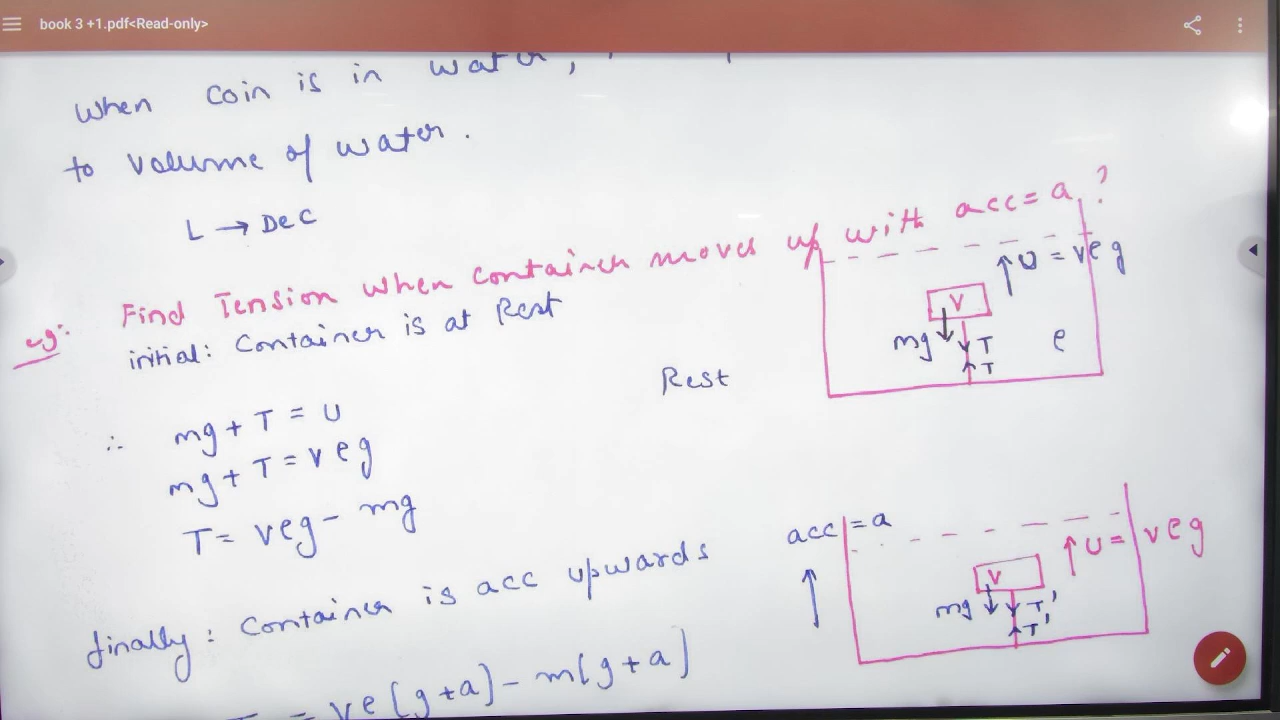 book 3 +1.pdf<Read-only>
When coin is in water,
to volume of water.
L → Dec
eg: Find Tension when container moves up with acc = a ?
initial: Container is at Rest
Rest
∴ mg + T = U
mg + T = veg
T = veg - mg
U = veg
V
mg
T
T
e
finally: Container is acc upwards
= ve(g+a) - m(g+a)
acc = a
U = veg
V
mg
T'
T'